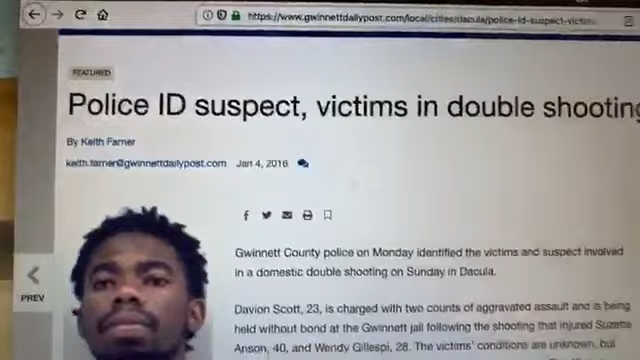 https://www.gwinnettdailypost.com/local/cities/dacula/police-id-suspect-victims-
FEATURED
Police ID suspect, victims in double shooting
By Keith Farner
keith.farner@gwinnettdailypost.com Jan 4, 2016
Gwinnett County police on Monday identified the victims and suspect involved
in a domestic double shooting on Sunday in Dacula.
PREV
Davion Scott, 23, is charged with two counts of aggravated assault and is being
held without bond at the Gwinnett jail following the shooting that injured Suzette
Anson, 40, and Wendy Gillespi, 28. The victims' conditions are unknown, but